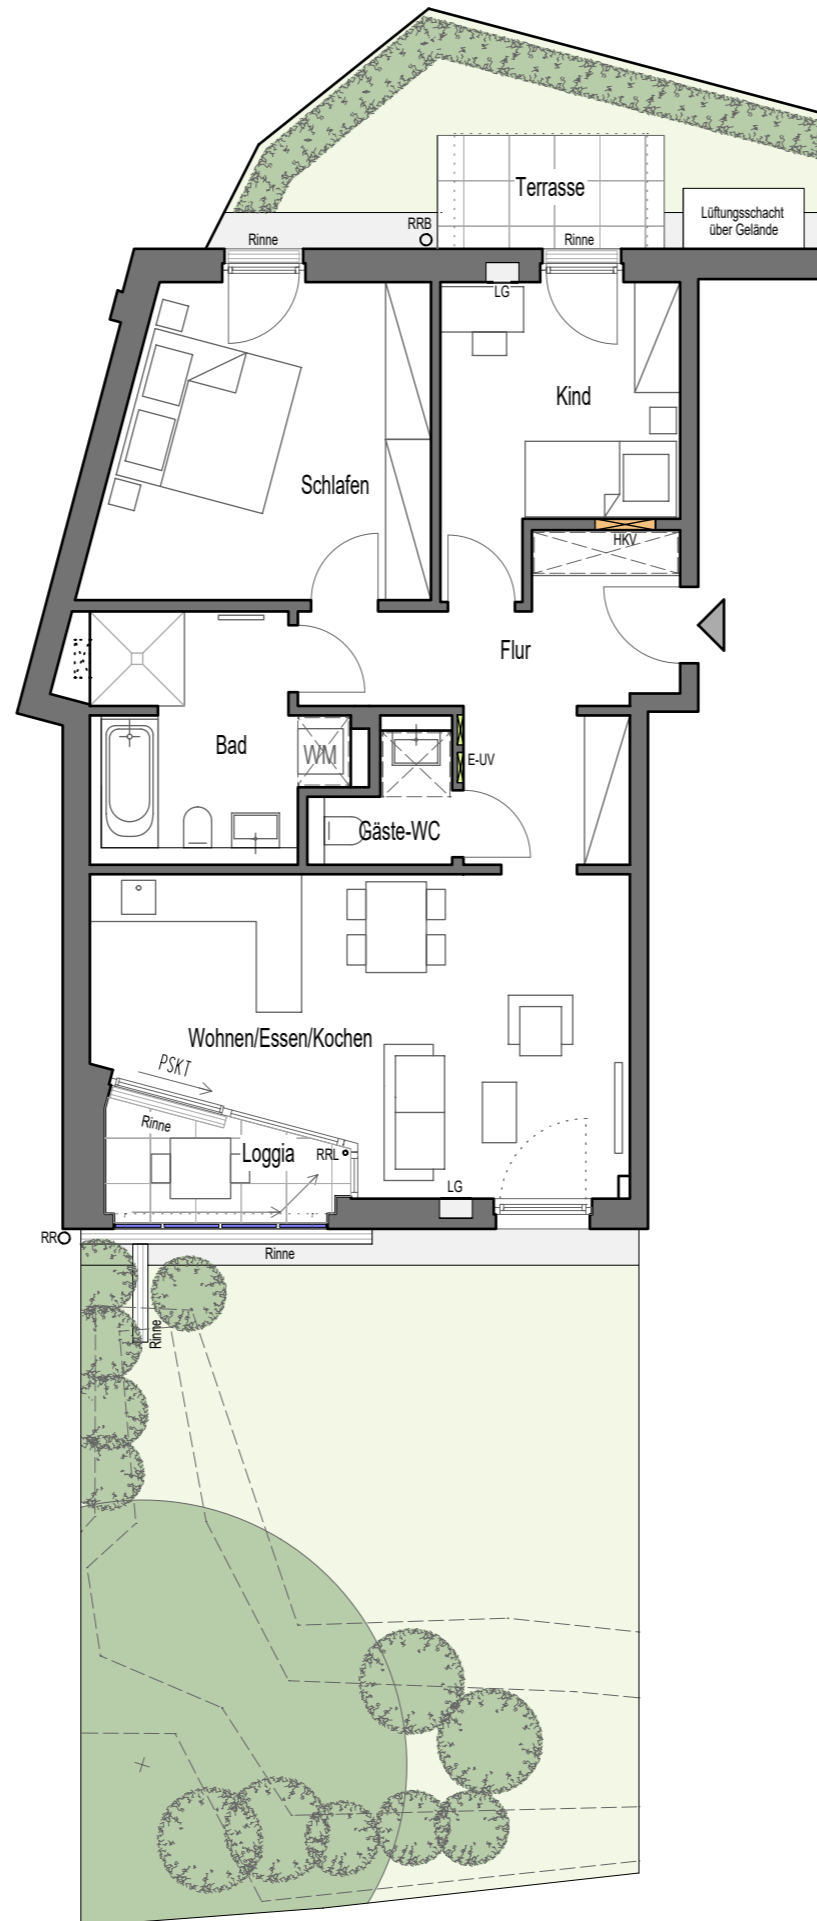 Terrasse
Lüftungsschacht
über Gelände
RRB
Rinne
Rinne
LG
Kind
Schlafen
HKV
Flur
Bad
WM
E-UV
Gäste-WC
Wohnen/Essen/Kochen
PSKT
Rinne
Loggia
RRL
LG
RR
Rinne
Rinne